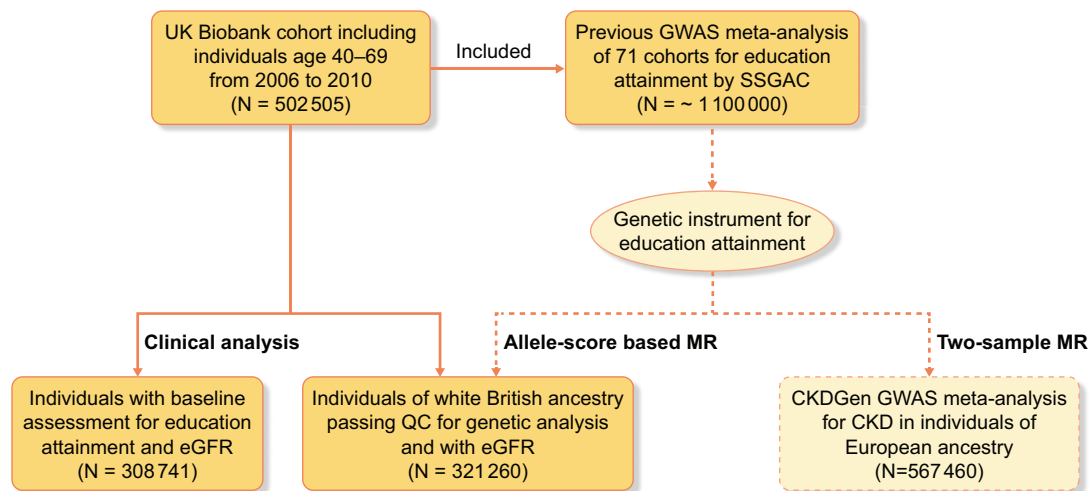 UK Biobank cohort including
individuals age 40–69
from 2006 to 2010
(N = 502 505)
Included
Previous GWAS meta-analysis
of 71 cohorts for education
attainment by SSGAC
(N = ~ 1 100 000)
Genetic instrument for
education attainment
Clinical analysis
Allele-score based MR
Two-sample MR
Individuals with baseline
assessment for education
attainment and eGFR
(N = 308 741)
Individuals of white British ancestry
passing QC for genetic analysis
and with eGFR
(N = 321 260)
CKDGen GWAS meta-analysis
for CKD in individuals of
European ancestry
(N=567 460)